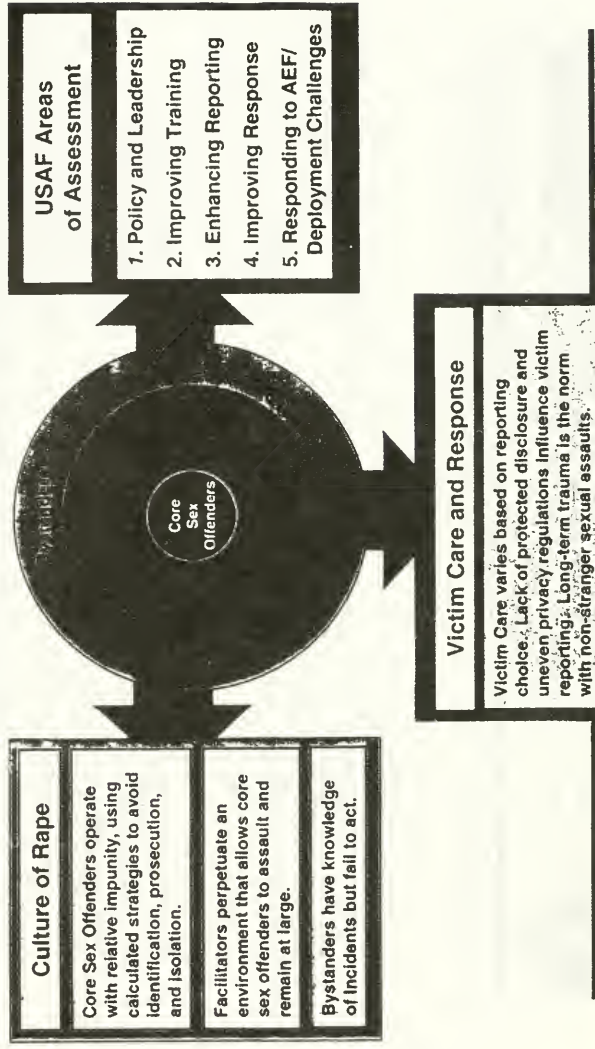 Culture of Rape
Core Sex Offenders operate
with relative impunity, using
calculated strategies to avoid
identification, prosecution,
and isolation.
Facilitators perpetuate an
environment that allows core
sex offenders to assault and
remain at large.
Bystanders have knowledge
of Incidents but fail to act.
Core
Sex
Offenders
USAF Areas
of Assessment
1. Policy and Leadership
2. Improving Training
3. Enhancing Reporting
4. Improving Response
5. Responding to AEF/
Deployment Challenges
Victim Care and Response
Victim Care varies based on reporting
choice. Lack of protected disclosure and
uneven privacy regulations influence victim
reporting. Long-term trauma is the norm
with non-stranger sexual assaults.